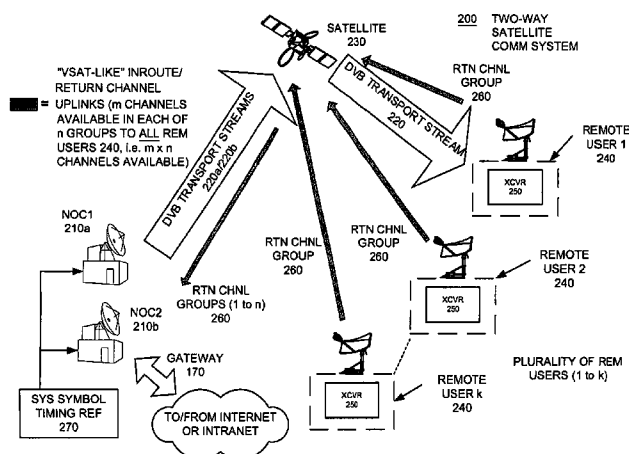 SATELLITE
230
200 TWO-WAY
SATELLITE
COMM SYSTEM
"VSAT-LIKE" INROUTE/
RETURN CHANNEL
= UPLINKS (m CHANNELS
AVAILABLE IN EACH OF
n GROUPS TO ALL REM
USERS 240, i.e. m x n
CHANNELS AVAILABLE)
DVB TRANSPORT STREAMS
220a/220b
DVB TRANSPORT STREAM
220
RTN CHNL
GROUP
260
REMOTE
USER 1
240
XCVR
250
NOC1
210a
RTN CHNL
GROUP
260
RTN CHNL
GROUP
260
REMOTE
USER 2
240
XCVR
250
RTN CHNL
GROUPS (1 to n)
260
NOC2
210b
GATEWAY
170
XCVR
250
REMOTE
USER k
240
PLURALITY OF REM
USERS (1 to k)
SYS SYMBOL
TIMING REF
270
TO/FROM INTERNET
OR INTRANET